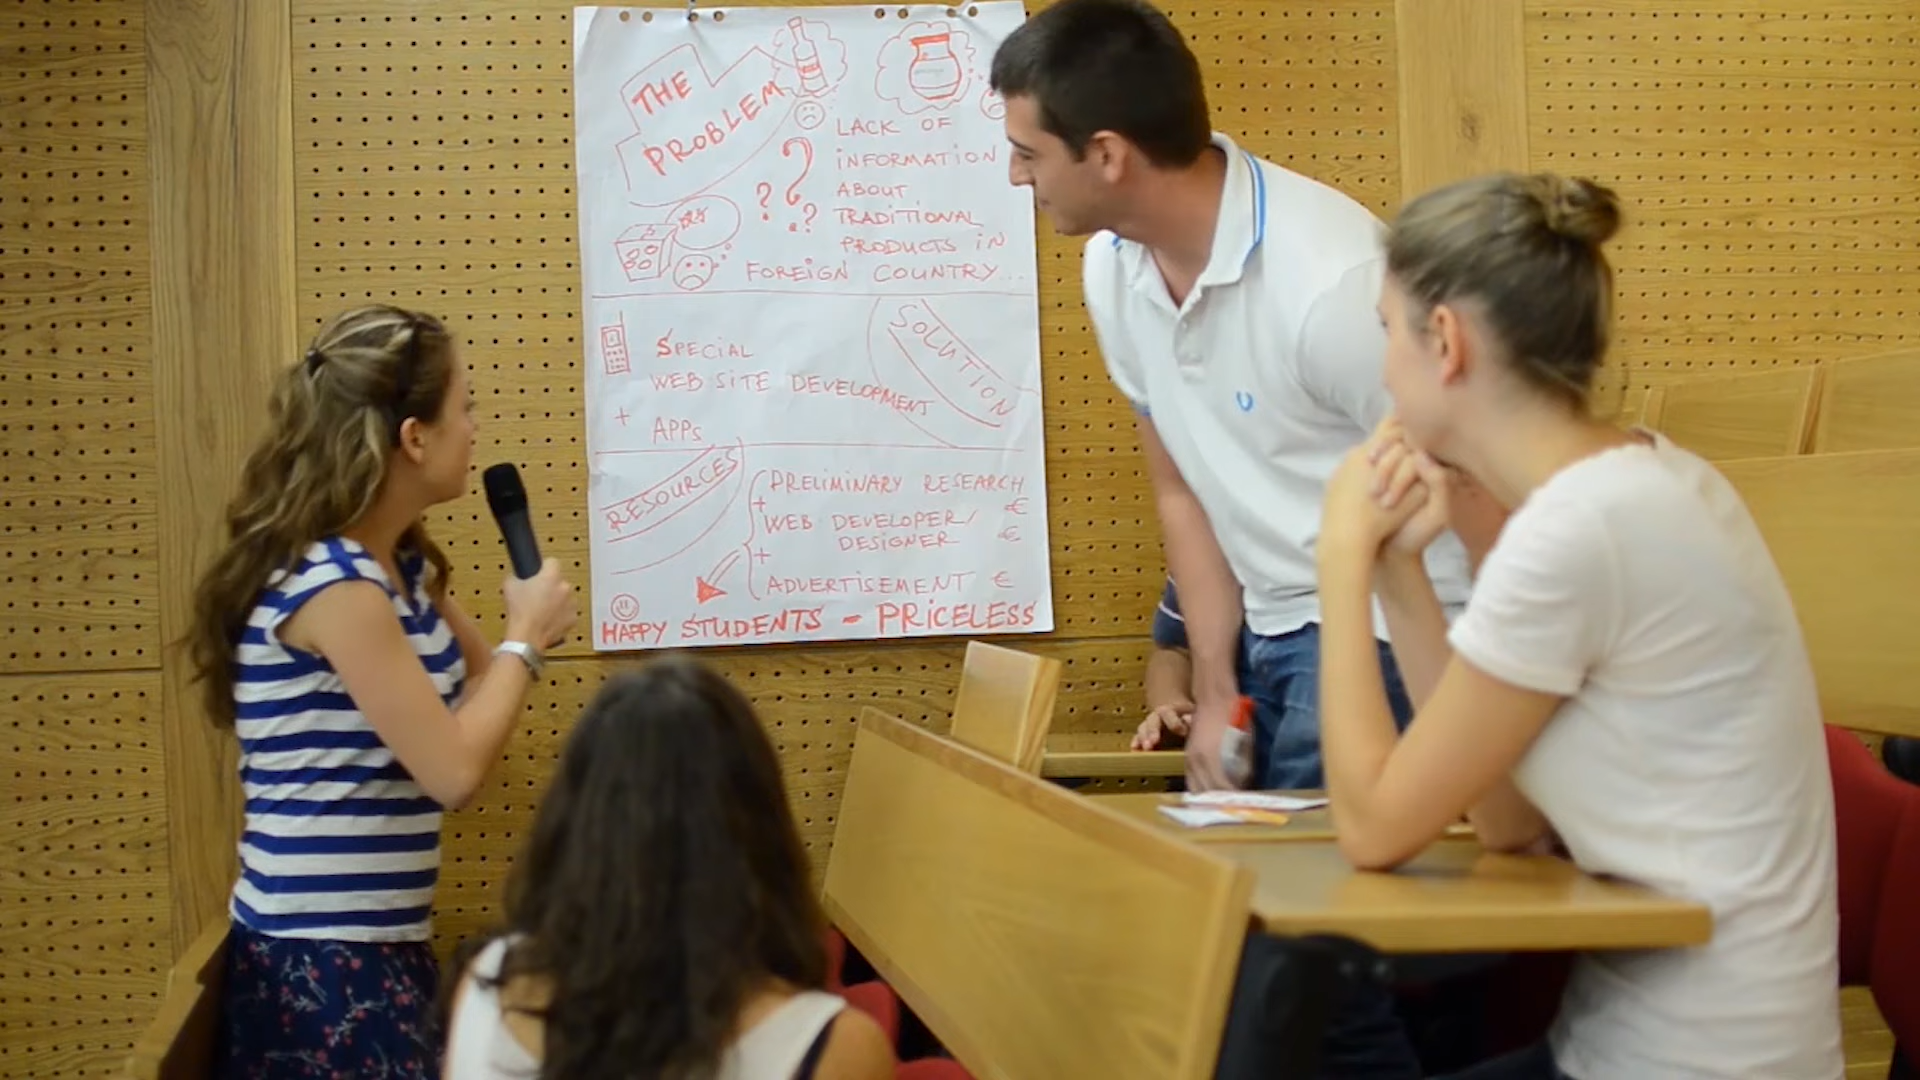 THE
PROBLEM
LACK OF
INFORMATION
ABOUT
? ? ?
TRADITIONAL
PRODUCTS IN
FOREIGN COUNTRY...
SOLUTION
SPECIAL
WEB SITE DEVELOPMENT
+
APPs
RESOURCES
PRELIMINARY RESEARCH €
+
WEB DEVELOPER/
DESIGNER €
+
ADVERTISEMENT €
HAPPY STUDENTS - PRICELESS